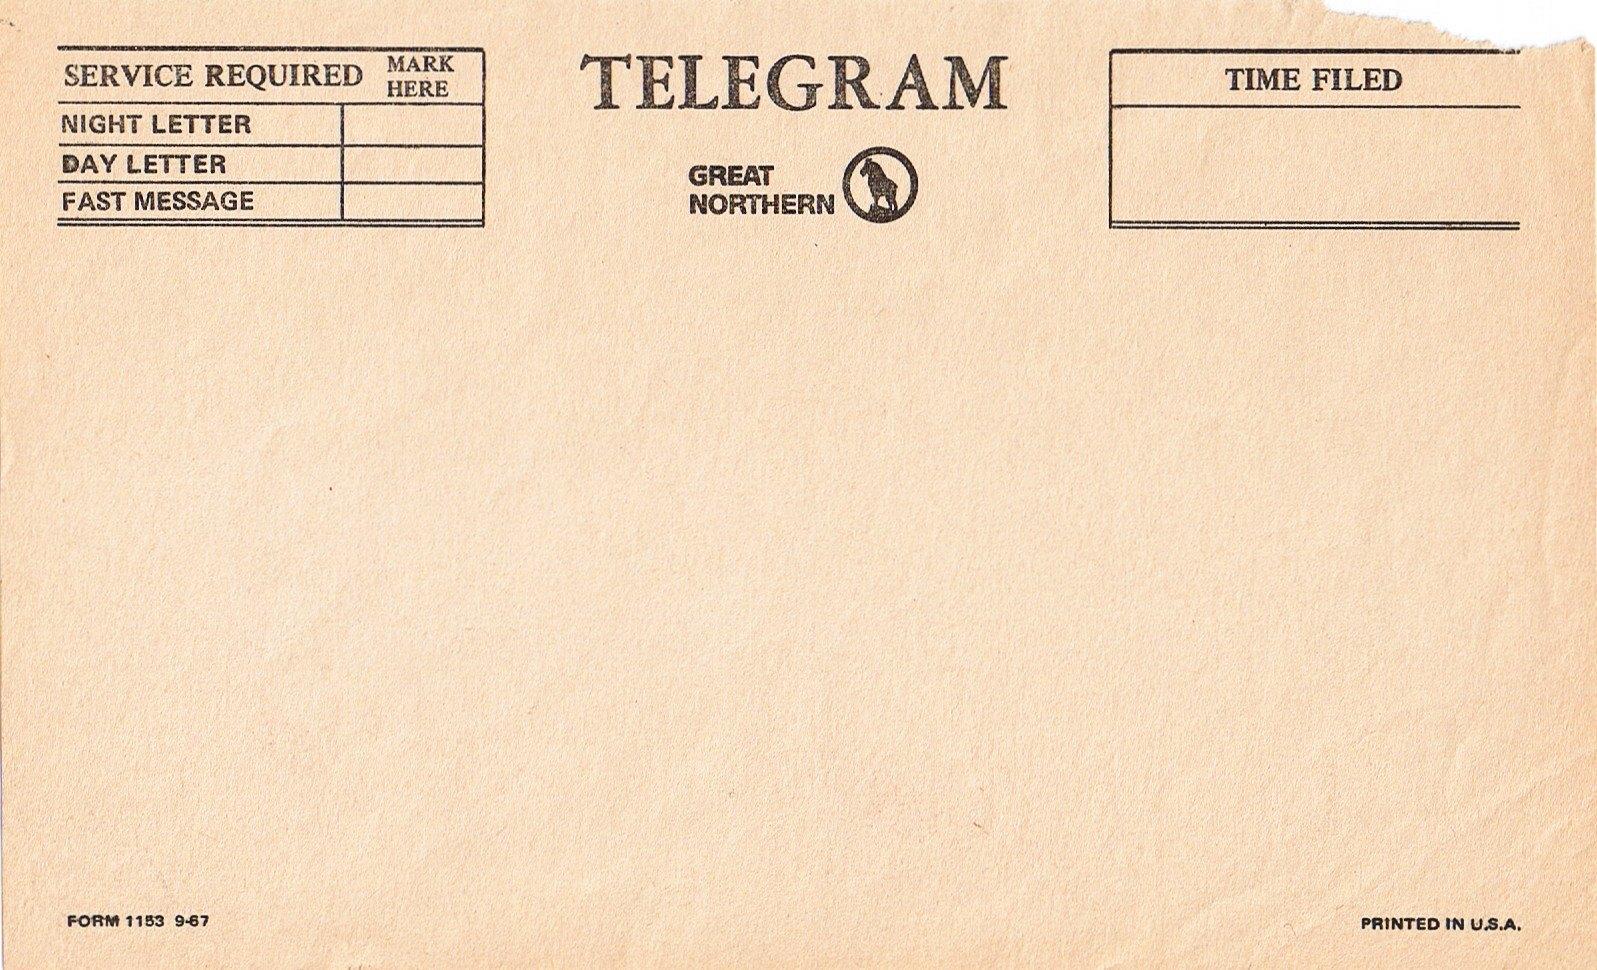 SERVICE REQUIRED MARK HERE
NIGHT LETTER
DAY LETTER
FAST MESSAGE
TELEGRAM
GREAT
NORTHERN
TIME FILED
FORM 1153 9-67
PRINTED IN U.S.A.